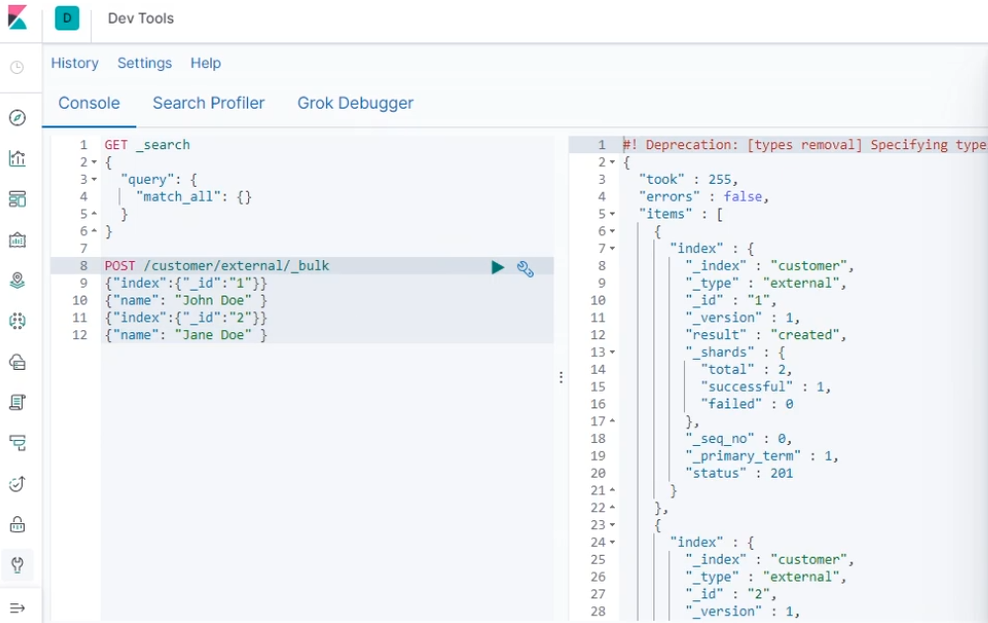 D Dev Tools
History Settings Help
Console Search Profiler Grok Debugger
1 GET _search
2 {
3 "query": {
4 "match_all": {}
5 }
6 }
7
8 POST /customer/external/_bulk
9 {"index":{"_id":"1"}}
10 {"name": "John Doe" }
11 {"index":{"_id":"2"}}
12 {"name": "Jane Doe" }
1 #! Deprecation: [types removal] Specifying type
2 {
3 "took" : 255,
4 "errors" : false,
5 "items" : [
6 {
7 "index" : {
8 "_index" : "customer",
9 "_type" : "external",
10 "_id" : "1",
11 "_version" : 1,
12 "result" : "created",
13 "_shards" : {
14 "total" : 2,
15 "successful" : 1,
16 "failed" : 0
17 },
18 "_seq_no" : 0,
19 "_primary_term" : 1,
20 "status" : 201
21 }
22 },
23 {
24 "index" : {
25 "_index" : "customer",
26 "_type" : "external",
27 "_id" : "2",
28 "_version" : 1,